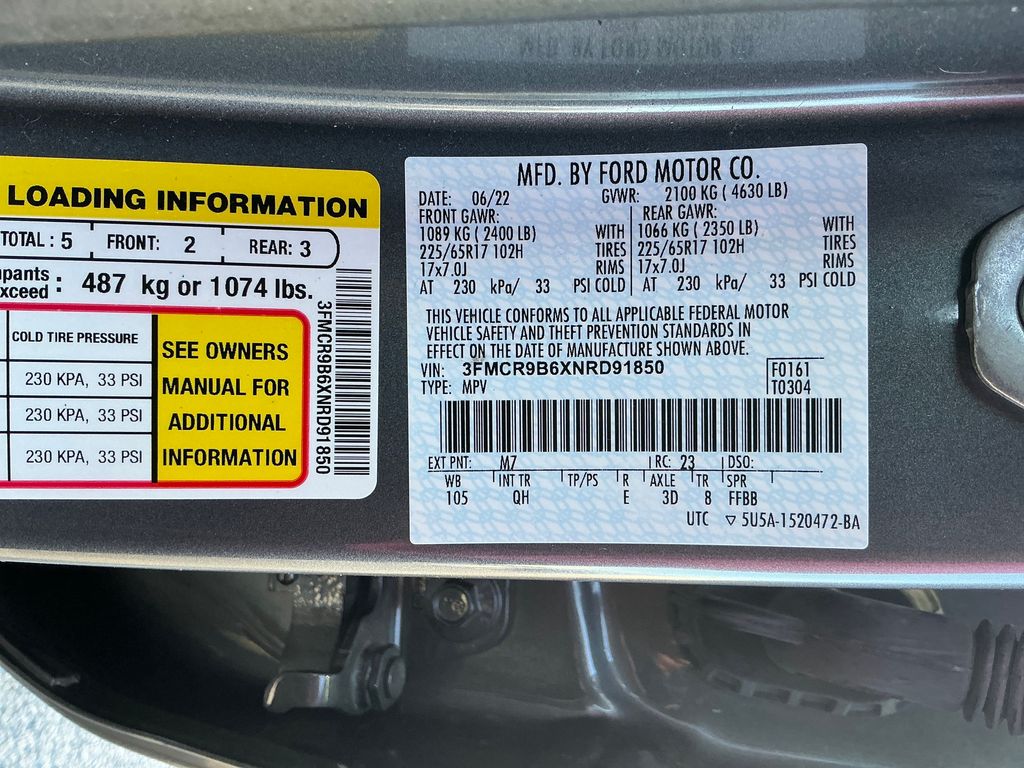 LOADING INFORMATION
TOTAL : 5 FRONT: 2 REAR: 3
487 kg or 1074 lbs.
COLD TIRE PRESSURE
230 KPA, 33 PSI
230 KPA, 33 PSI
230 KPA, 33 PSI
SEE OWNERS
MANUAL FOR
ADDITIONAL
INFORMATION
3FMCR9B6XNRD91850
MFD. BY FORD MOTOR CO.
DATE: 06/22 GVWR: 2100 KG ( 4630 LB)
FRONT GAWR: REAR GAWR:
1089 KG (2400 LB) WITH 1066 KG (2350 LB) WITH
225/65R17 102H TIRES 225/65R17 102H TIRES
17x7.0J RIMS 17x7.0J RIMS
AT 230 kPa/ 33 PSI COLD AT 230 kPa/ 33 PSI COLD
THIS VEHICLE CONFORMS TO ALL APPLICABLE FEDERAL MOTOR
VEHICLE SAFETY AND THEFT PREVENTION STANDARDS IN
EFFECT ON THE DATE OF MANUFACTURE SHOWN ABOVE.
VIN: 3FMCR9B6XNRD91850 F0161
TYPE: MPV T0304
EXT PNT: M7 RC: 23 DSO:
WB INT TR TP/PS R AXLE TR SPR
105 QH E 3D 8 FFBB
UTC ▽ 5U5A-1520472-BA